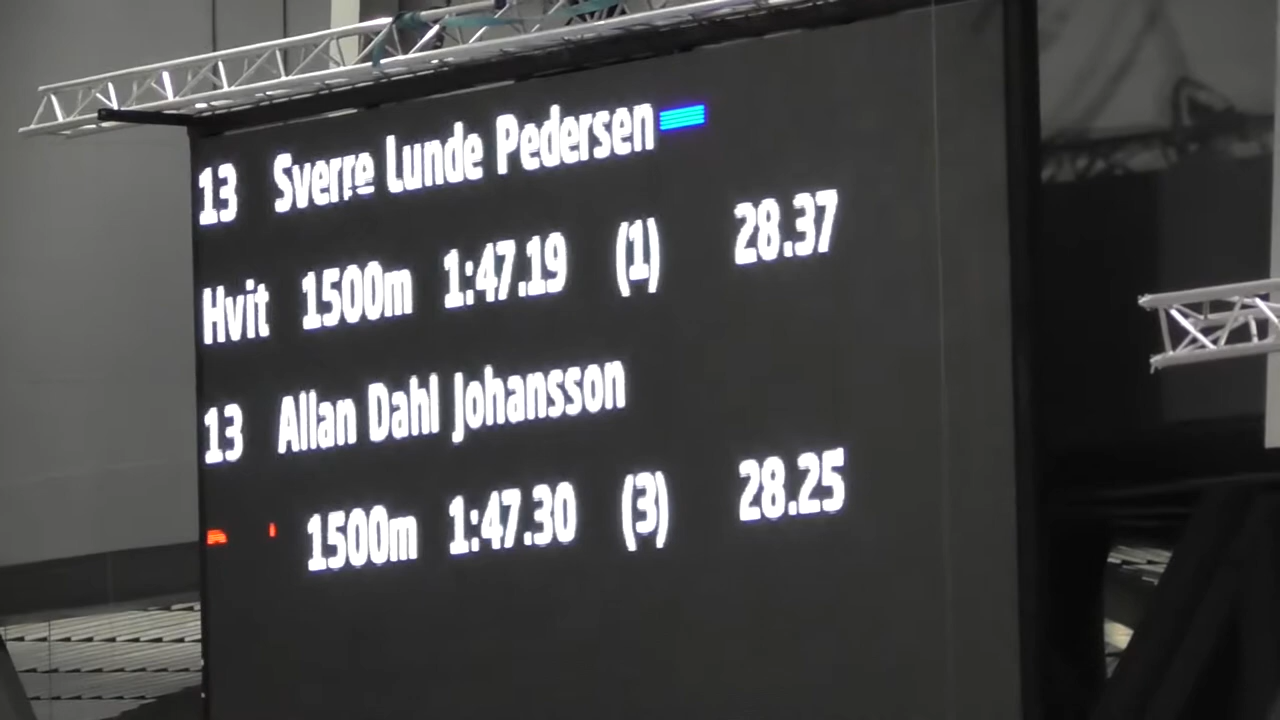 13 Sverre Lunde Pedersen
Hvit 1500m 1:47.19 (1) 28.37
13 Allan Dahl Johansson
1500m 1:47.30 (3) 28.25